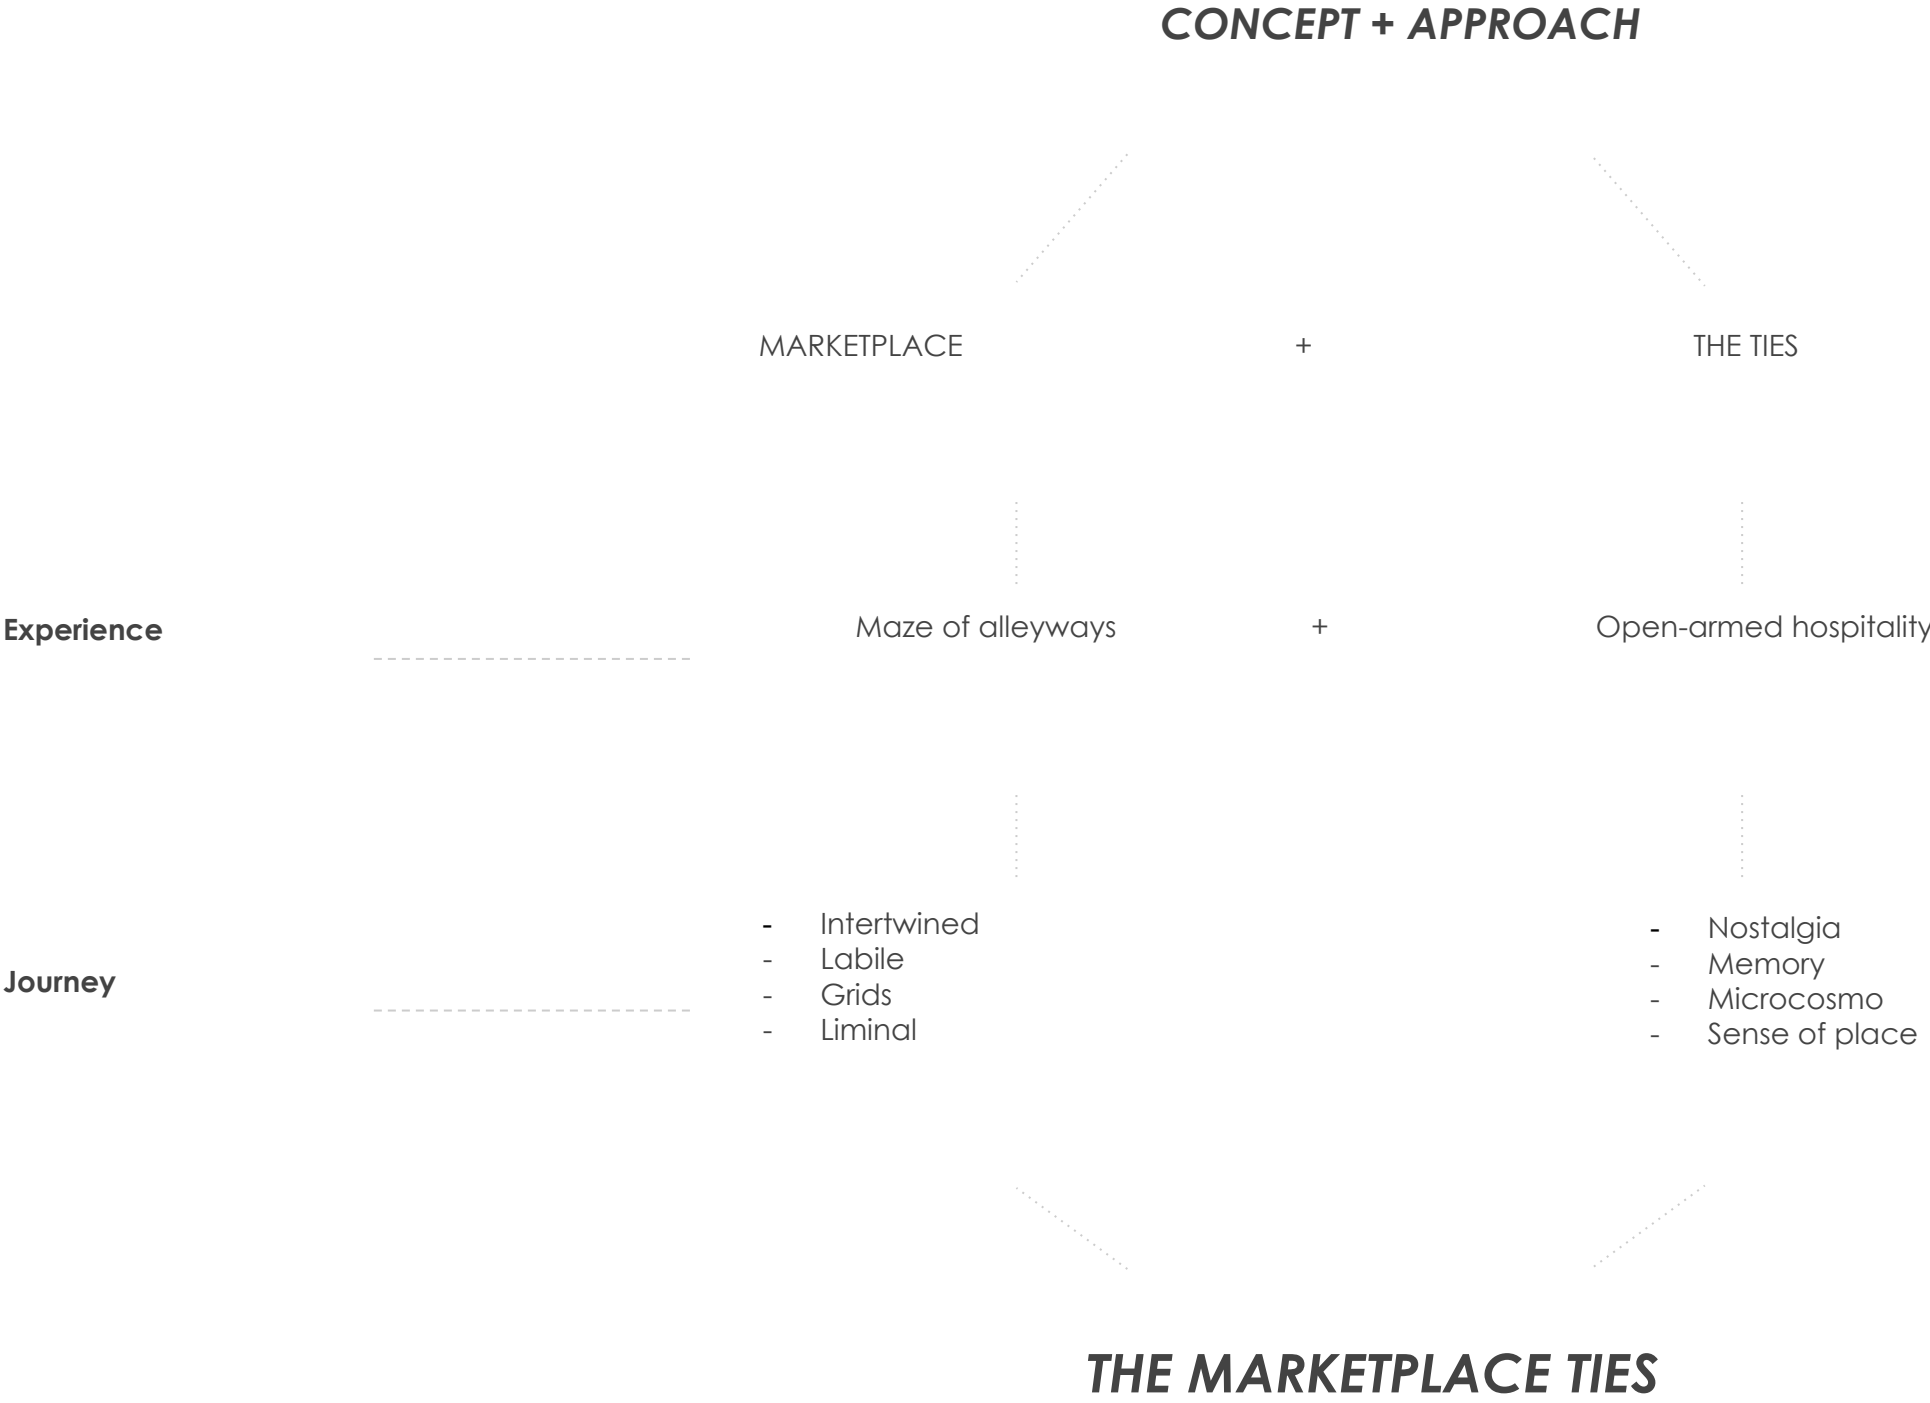 CONCEPT + APPROACH
MARKETPLACE + THE TIES
Experience Maze of alleyways + Open-armed hospitality
- Intertwined
- Labile
- Grids
- Liminal
- Nostalgia
- Memory
- Microcosmo
- Sense of place
Journey
THE MARKETPLACE TIES